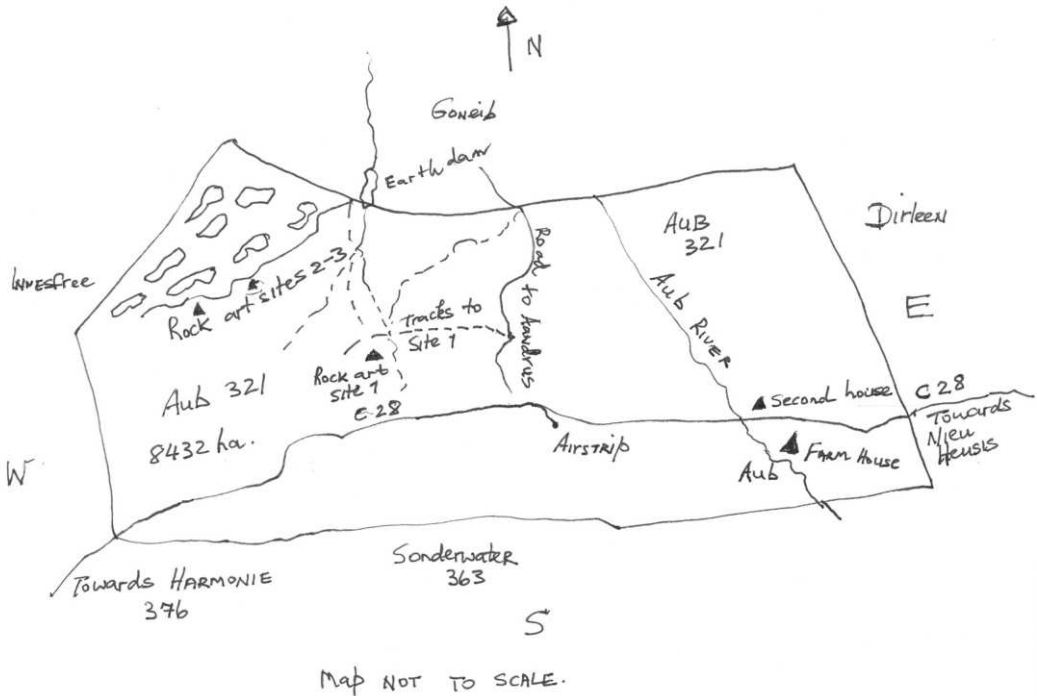 N
Goneib
Earth dam
AUB
321
Dirleen
Innesfree
Rock art sites 2-3
Road to Aandrus
Aub RIVER
E
Tracks to
Site 1
Rock art
site 1
Aub 321
8432 ha.
C 28
Second house
C 28
Towards
Nieu
Heusis
Airstrip
Farm House
Aub
W
Towards HARMONIE
376
Sonderwater
363
S
Map NOT TO SCALE.